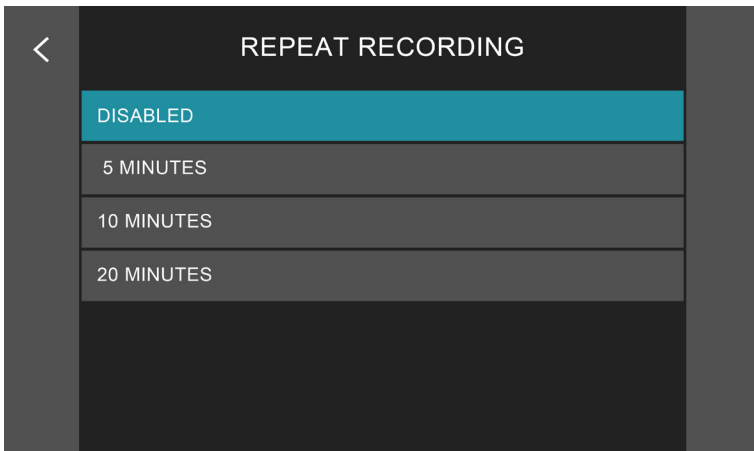 REPEAT RECORDING
DISABLED
5 MINUTES
10 MINUTES
20 MINUTES